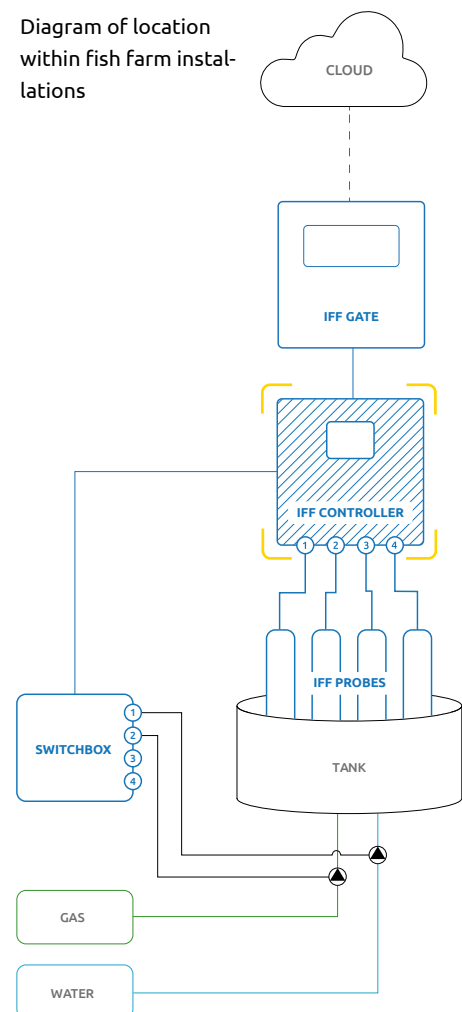 Diagram of location
within fish farm instal-
lations
CLOUD
IFF GATE
IFF CONTROLLER
1 2 3 4
IFF PROBES
SWITCHBOX
1
2
3
4
TANK
GAS
WATER